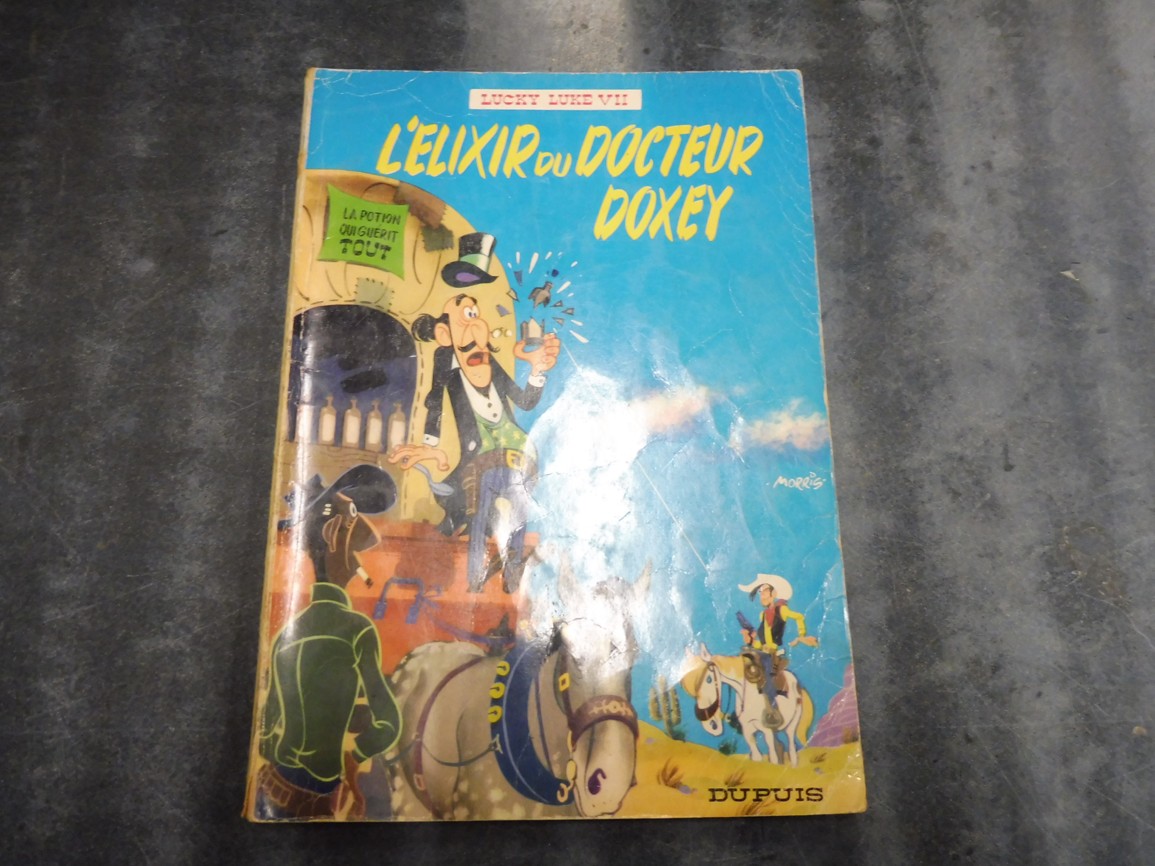 LUCKY LUKE VII
L'ELIXIR DU DOCTEUR
DOXEY
LA POTION
QUI GUERIT
TOUT
MORRIS
DUPUIS